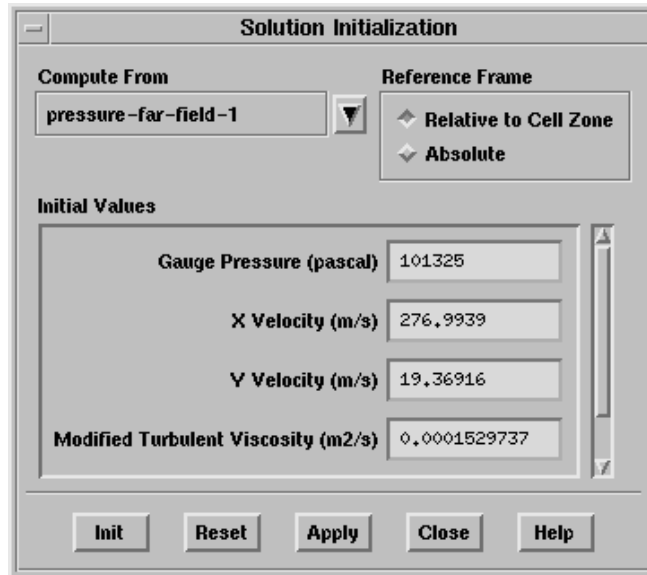 Solution Initialization
Compute From
Reference Frame
pressure-far-field-1
Relative to Cell Zone
Absolute
Initial Values
Gauge Pressure (pascal) 101325
X Velocity (m/s) 276.9939
Y Velocity (m/s) 19.36916
Modified Turbulent Viscosity (m2/s) 0.0001529737
Init Reset Apply Close Help